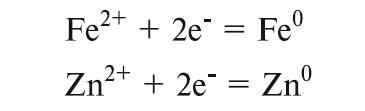 Fe²⁺ + 2e⁻ = Fe⁰
Zn²⁺ + 2e⁻ = Zn⁰